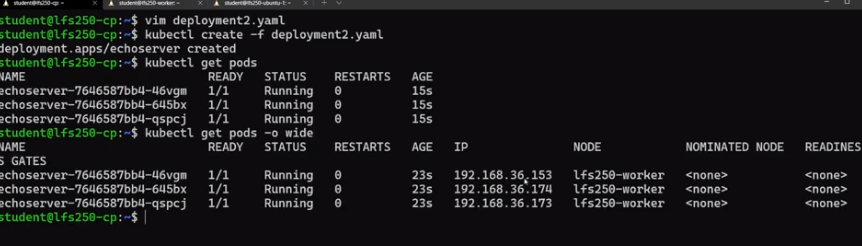 student@lfs250-cp: ~ student@lfs250-worker: ~ student@lfs250-ubuntu-1: ~
student@lfs250-cp:~$ vim deployment2.yaml
student@lfs250-cp:~$ kubectl create -f deployment2.yaml
deployment.apps/echoserver created
student@lfs250-cp:~$ kubectl get pods
NAME READY STATUS RESTARTS AGE
echoserver-7646587bb4-46vgm 1/1 Running 0 15s
echoserver-7646587bb4-645bx 1/1 Running 0 15s
echoserver-7646587bb4-qspcj 1/1 Running 0 15s
student@lfs250-cp:~$ kubectl get pods -o wide
NAME READY STATUS RESTARTS AGE IP NODE NOMINATED NODE READINES
S GATES
echoserver-7646587bb4-46vgm 1/1 Running 0 23s 192.168.36.153 lfs250-worker <none> <none>
echoserver-7646587bb4-645bx 1/1 Running 0 23s 192.168.36.174 lfs250-worker <none> <none>
echoserver-7646587bb4-qspcj 1/1 Running 0 23s 192.168.36.173 lfs250-worker <none> <none>
student@lfs250-cp:~$